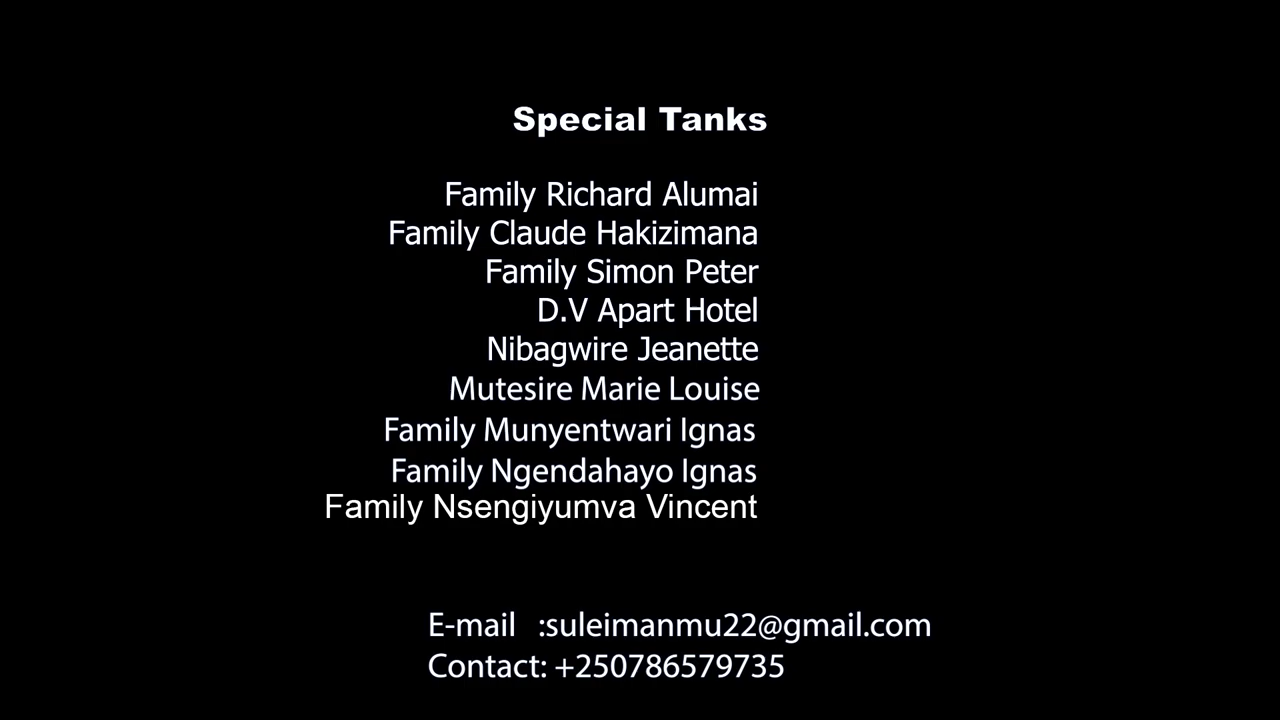 Special Tanks
Family Richard Alumai
Family Claude Hakizimana
Family Simon Peter
D.V Apart Hotel
Nibagwire Jeanette
Mutesire Marie Louise
Family Munyentwari Ignas
Family Ngendahayo Ignas
Family Nsengiyumva Vincent
E-mail :suleimanmu22@gmail.com
Contact: +250786579735